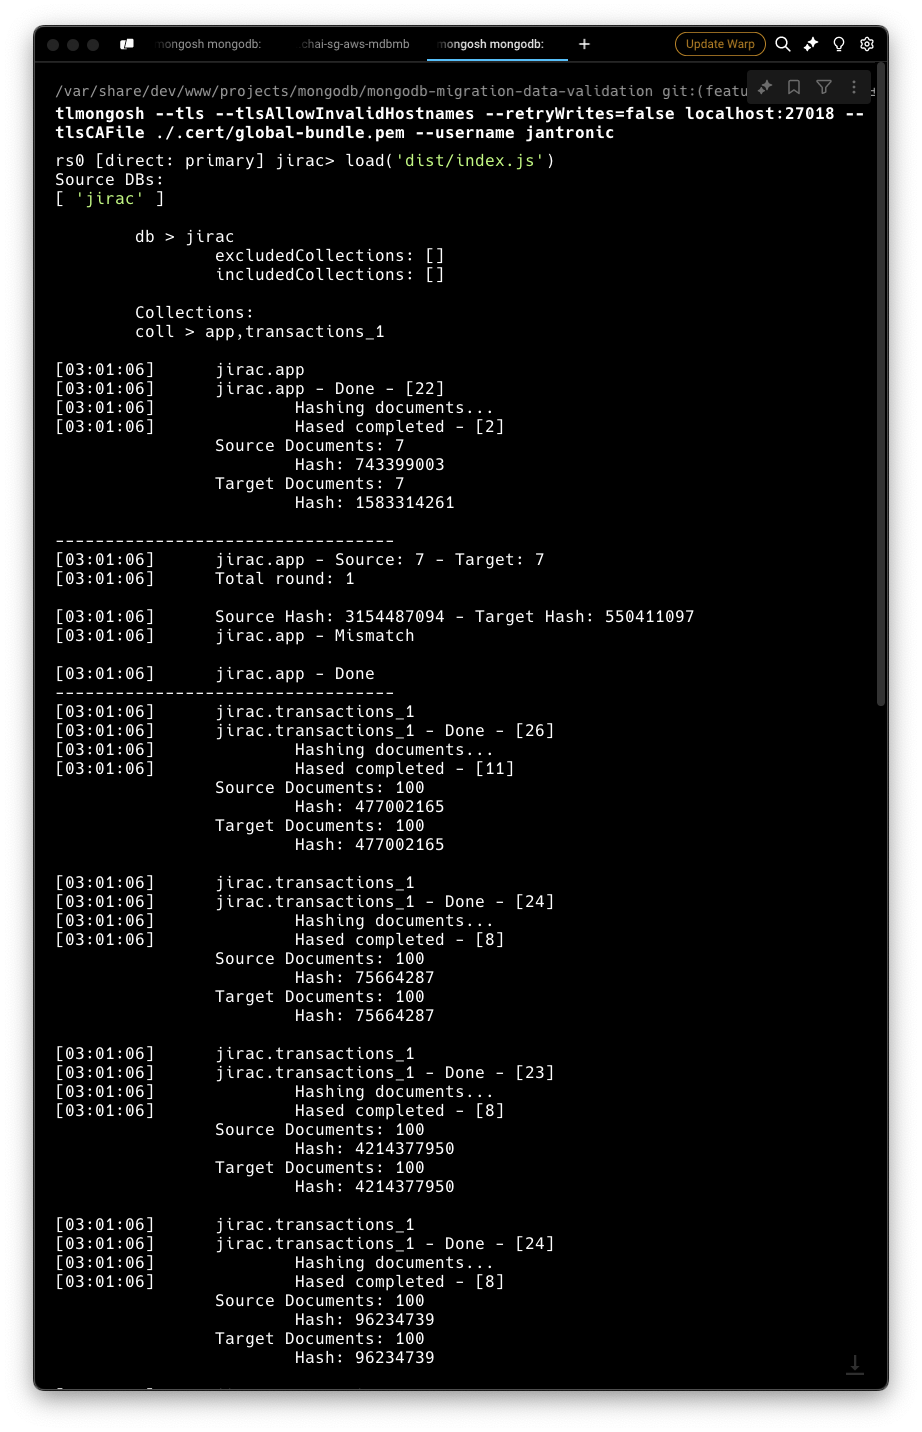 mongosh mongodb:
chai-sg-aws-mdbmb
mongosh mongodb:
+
Update Warp
/var/share/dev/www/projects/mongodb/mongodb-migration-data-validation git:(featu
tlmongosh --tls --tlsAllowInvalidHostnames --retryWrites=false localhost:27018 --
tlsCAFile ./.cert/global-bundle.pem --username jantronic
rs0 [direct: primary] jirac> load('dist/index.js')
Source DBs:
[ 'jirac' ]
db > jirac
excludedCollections: []
includedCollections: []
Collections:
coll > app,transactions_1
[03:01:06] jirac.app
[03:01:06] jirac.app - Done - [22]
[03:01:06] Hashing documents...
[03:01:06] Hased completed - [2]
Source Documents: 7
Hash: 743399003
Target Documents: 7
Hash: 1583314261
----------------------------------
[03:01:06] jirac.app - Source: 7 - Target: 7
[03:01:06] Total round: 1
[03:01:06] Source Hash: 3154487094 - Target Hash: 550411097
[03:01:06] jirac.app - Mismatch
[03:01:06] jirac.app - Done
----------------------------------
[03:01:06] jirac.transactions_1
[03:01:06] jirac.transactions_1 - Done - [26]
[03:01:06] Hashing documents...
[03:01:06] Hased completed - [11]
Source Documents: 100
Hash: 477002165
Target Documents: 100
Hash: 477002165
[03:01:06] jirac.transactions_1
[03:01:06] jirac.transactions_1 - Done - [24]
[03:01:06] Hashing documents...
[03:01:06] Hased completed - [8]
Source Documents: 100
Hash: 75664287
Target Documents: 100
Hash: 75664287
[03:01:06] jirac.transactions_1
[03:01:06] jirac.transactions_1 - Done - [23]
[03:01:06] Hashing documents...
[03:01:06] Hased completed - [8]
Source Documents: 100
Hash: 4214377950
Target Documents: 100
Hash: 4214377950
[03:01:06] jirac.transactions_1
[03:01:06] jirac.transactions_1 - Done - [24]
[03:01:06] Hashing documents...
[03:01:06] Hased completed - [8]
Source Documents: 100
Hash: 96234739
Target Documents: 100
Hash: 96234739